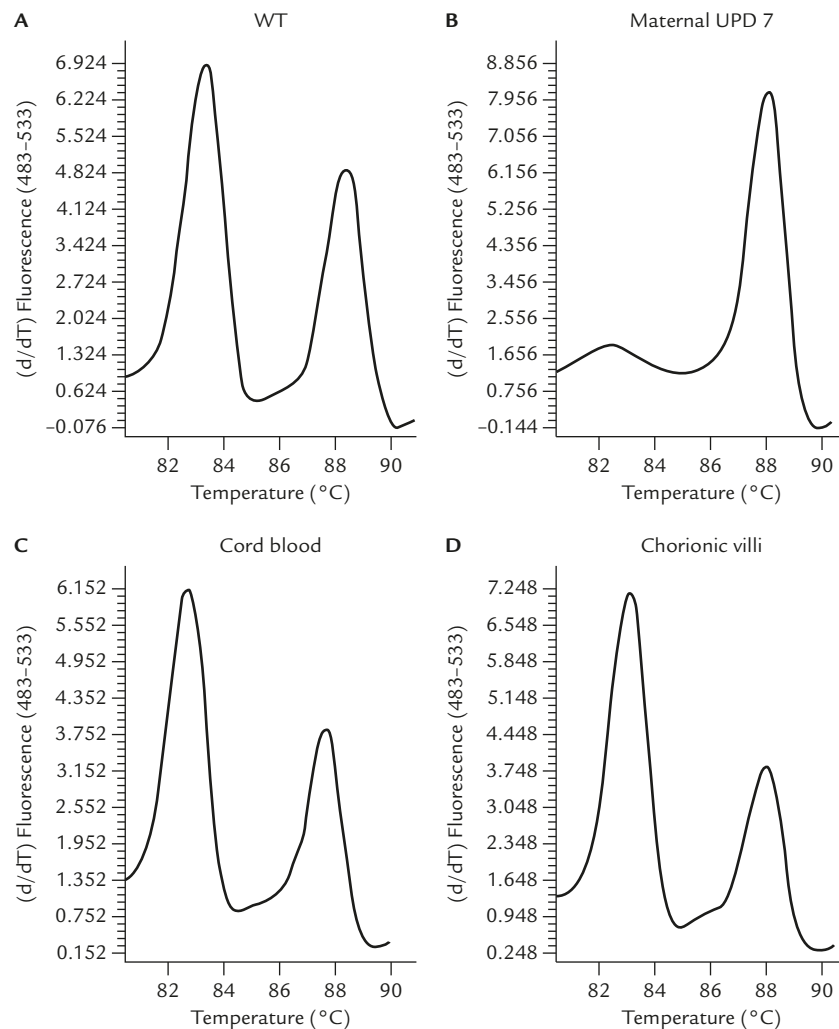 A WT
(d/dT) Fluorescence (483–533)
6.924
6.224
5.524
4.824
4.124
3.424
2.724
2.024
1.324
0.624
–0.076
82 84 86 88 90
Temperature (°C)
B Maternal UPD 7
(d/dT) Fluorescence (483–533)
8.856
7.956
7.056
6.156
5.256
4.356
3.456
2.556
1.656
0.756
–0.144
82 84 86 88 90
Temperature (°C)
C Cord blood
(d/dT) Fluorescence (483–533)
6.152
5.552
4.952
4.352
3.752
3.152
2.552
1.952
1.352
0.752
0.152
82 84 86 88 90
Temperature (°C)
D Chorionic villi
(d/dT) Fluorescence (483–533)
7.248
6.548
5.848
5.148
4.448
3.748
3.048
2.348
1.648
0.948
0.248
82 84 86 88 90
Temperature (°C)